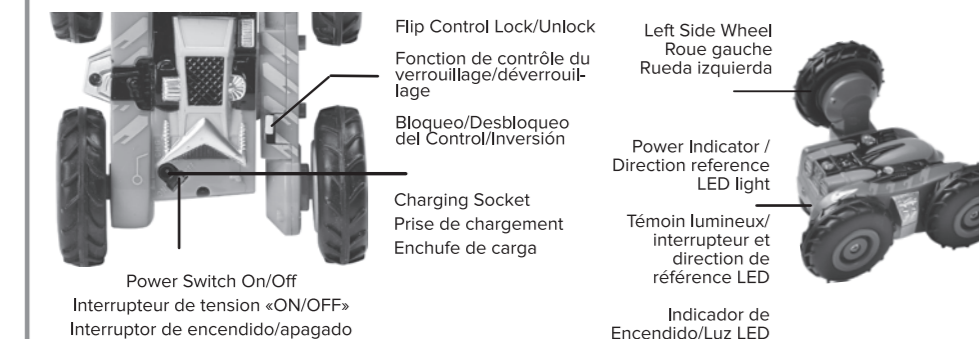 Flip Control Lock/Unlock
Fonction de contrôle du
verrouillage/déverrouil-
lage
Bloqueo/Desbloqueo
del Control/Inversión
Charging Socket
Prise de chargement
Enchufe de carga
Power Switch On/Off
Interrupteur de tension «ON/OFF»
Interruptor de encendido/apagado
Left Side Wheel
Roue gauche
Rueda izquierda
Power Indicator /
Direction reference
LED light
Témoin lumineux/
interrupteur et
direction de
référence LED
Indicador de
Encendido/Luz LED